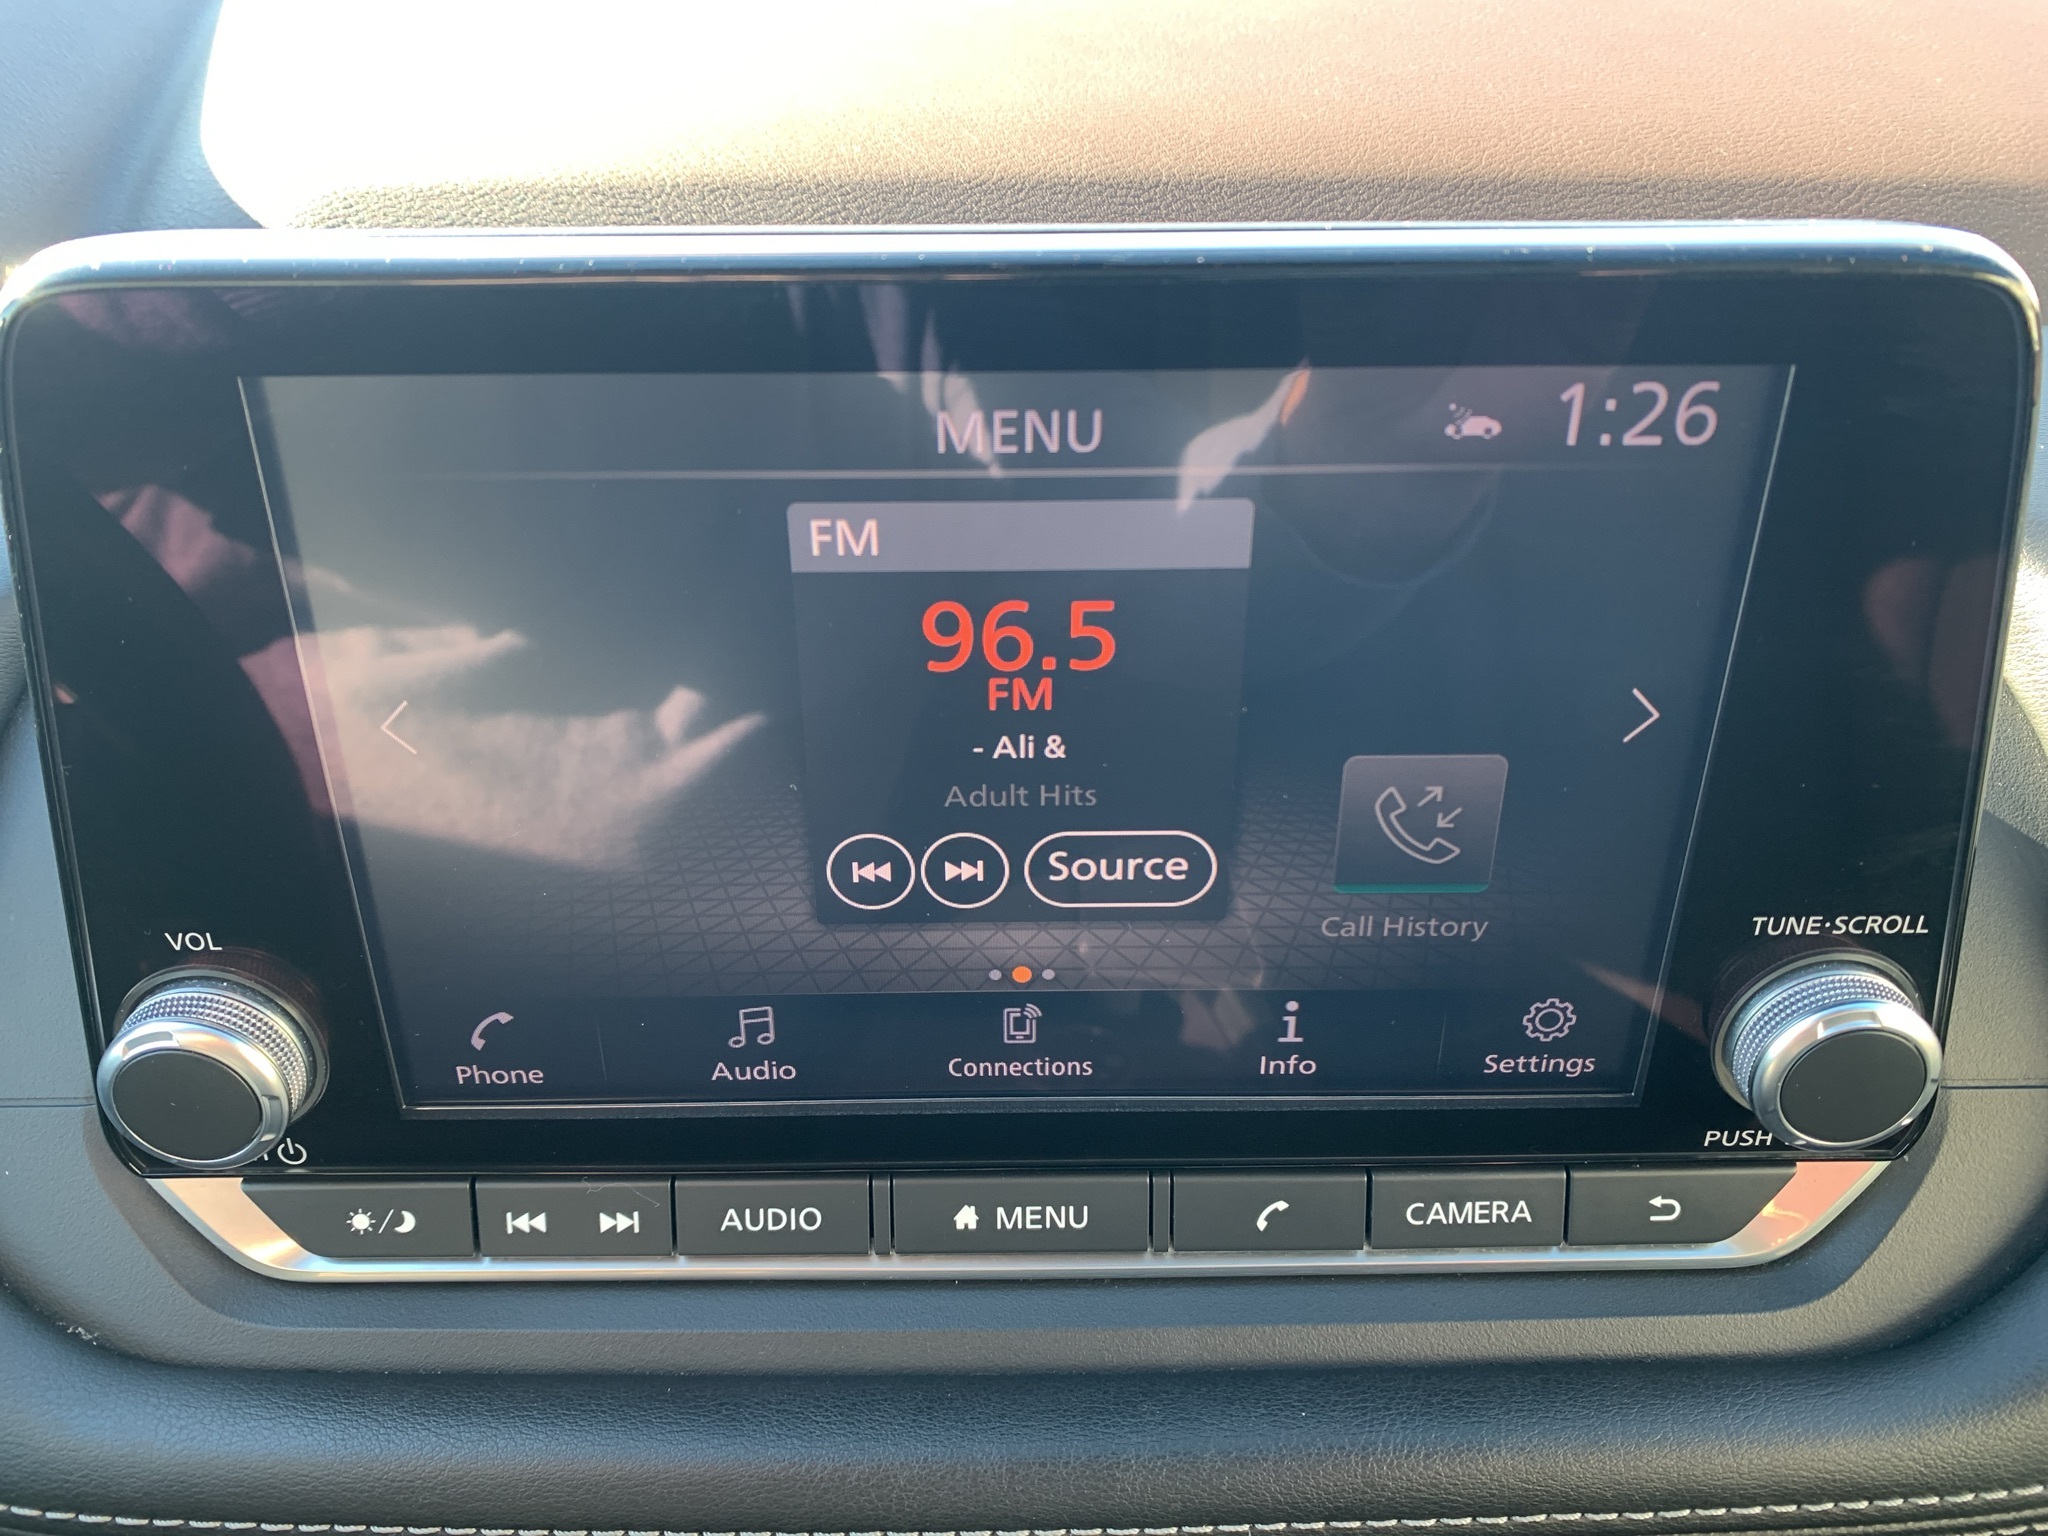 MENU
1:26
FM
96.5
FM
- Ali &
Adult Hits
Source
Call History
VOL
TUNE·SCROLL
Phone
Audio
Connections
Info
Settings
PUSH
AUDIO
MENU
CAMERA